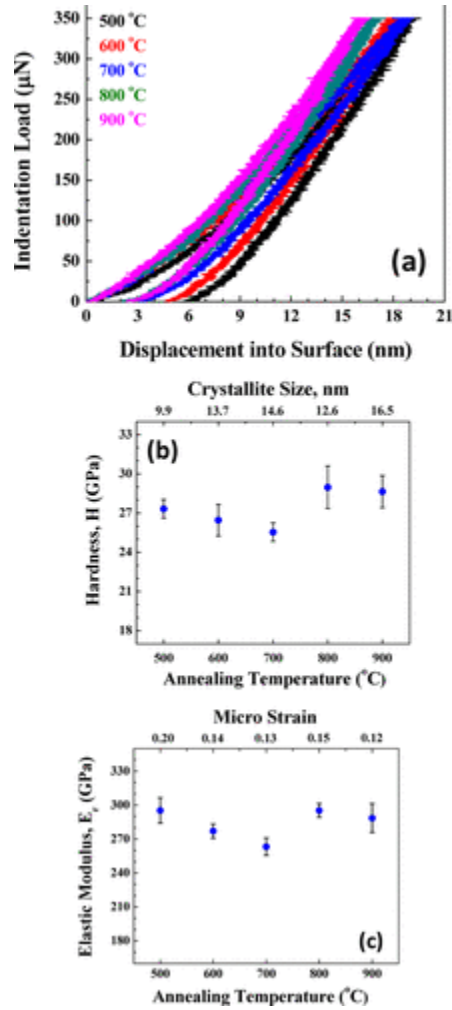 350
300
250
200
150
100
50
0
Indentation Load (μN)
500 °C
600 °C
700 °C
800 °C
900 °C
(a)
0 3 6 9 12 15 18 21
Displacement into Surface (nm)
Crystallite Size, nm
9.9 13.7 14.6 12.6 16.5
(b)
33
30
27
24
21
18
Hardness, H (GPa)
500 600 700 800 900
Annealing Temperature (°C)
Micro Strain
0.20 0.14 0.13 0.15 0.12
330
300
270
240
210
180
Elastic Modulus, Er (GPa)
(c)
500 600 700 800 900
Annealing Temperature (°C)